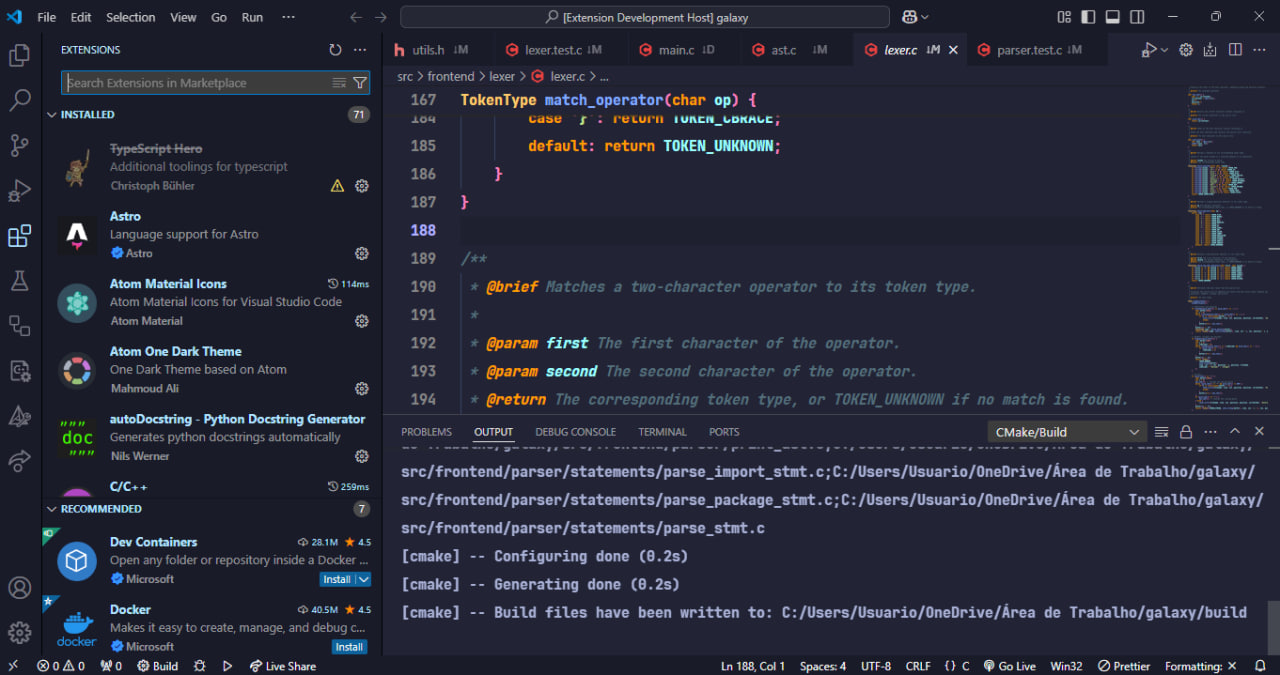 File Edit Selection View Go Run ···
[Extension Development Host] galaxy
EXTENSIONS
Search Extensions in Marketplace
INSTALLED 71
TypeScript Hero
Additional toolings for typescript
Christoph Bühler
Astro
Language support for Astro
Astro
Atom Material Icons 114ms
Atom Material Icons for Visual Studio Code
Atom Material
Atom One Dark Theme
One Dark Theme based on Atom
Mahmoud Ali
autoDocstring - Python Docstring Generator
Generates python docstrings automatically
Nils Werner
C/C++ 259ms
RECOMMENDED 7
Dev Containers 28.1M 4.5
Open any folder or repository inside a Docker ...
Microsoft Install
Docker 40.5M 4.5
Makes it easy to create, manage, and debug c...
Microsoft Install
utils.h ↓M lexer.test.c ↓M main.c ↓D ast.c ↓M lexer.c ↓M parser.test.c ↓M
src > frontend > lexer > lexer.c > ...
167 TokenType match_operator(char op) {
184 case '}': return TOKEN_CBRACE;
185 default: return TOKEN_UNKNOWN;
186 }
187 }
188
189 /**
190 * @brief Matches a two-character operator to its token type.
191 *
192 * @param first The first character of the operator.
193 * @param second The second character of the operator.
194 * @return The corresponding token type, or TOKEN_UNKNOWN if no match is found.
PROBLEMS OUTPUT DEBUG CONSOLE TERMINAL PORTS
CMake/Build
src/frontend/parser/statements/parse_import_stmt.c;C:/Users/Usuario/OneDrive/Área de Trabalho/galaxy/
src/frontend/parser/statements/parse_package_stmt.c;C:/Users/Usuario/OneDrive/Área de Trabalho/galaxy/
src/frontend/parser/statements/parse_stmt.c
[cmake] -- Configuring done (0.2s)
[cmake] -- Generating done (0.2s)
[cmake] -- Build files have been written to: C:/Users/Usuario/OneDrive/Área de Trabalho/galaxy/build
0 0 0 Build Live Share Ln 188, Col 1 Spaces: 4 UTF-8 CRLF {} C Go Live Win32 Prettier Formatting: ✕